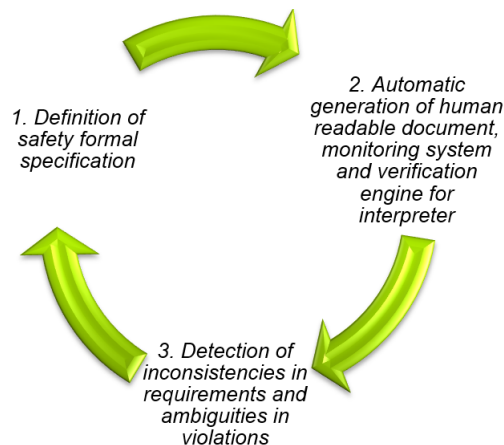 1. Definition of
safety formal
specification
2. Automatic
generation of human
readable document,
monitoring system
and verification
engine for
interpreter
3. Detection of
inconsistencies in
requirements and
ambiguities in
violations